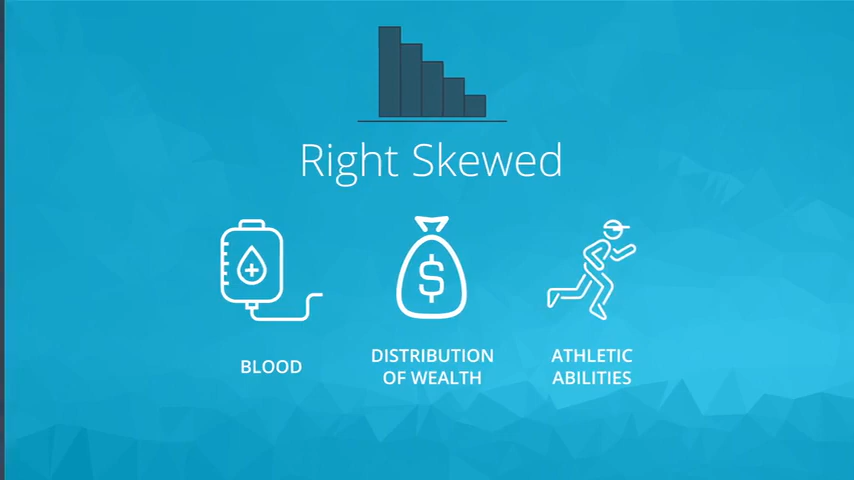 Right Skewed
$
BLOOD
DISTRIBUTION
OF WEALTH
ATHLETIC
ABILITIES